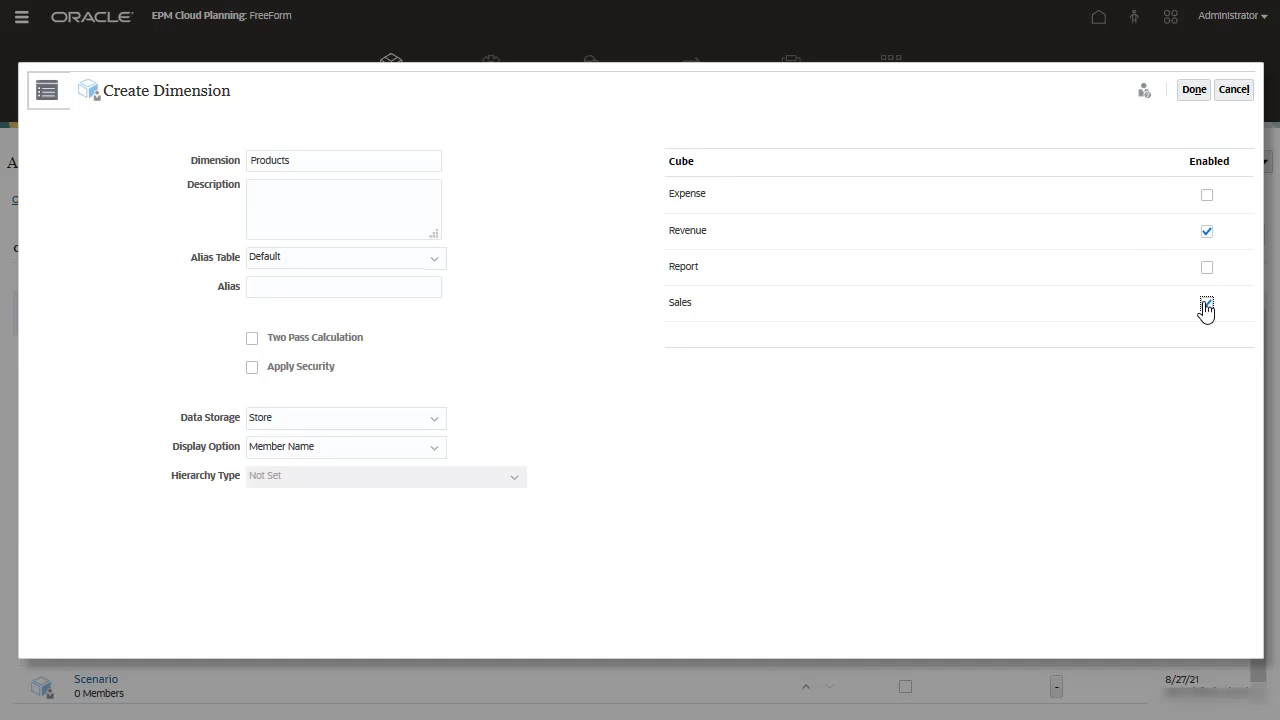 ORACLE
EPM Cloud Planning: FreeForm
Administrator
Create Dimension
Done
Cancel
Dimension
Products
Description
Alias Table
Default
Alias
Two Pass Calculation
Apply Security
Data Storage
Store
Display Option
Member Name
Hierarchy Type
Not Set
Cube
Enabled
Expense
Revenue
Report
Sales
Scenario
0 Members
-
8/27/21